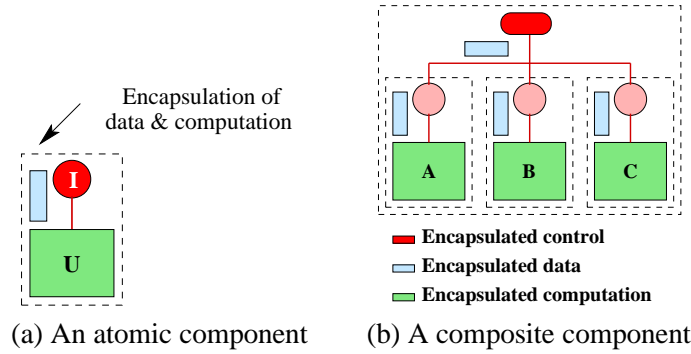 Encapsulation of
data & computation
I
U
(a) An atomic component
A
B
C
Encapsulated control
Encapsulated data
Encapsulated computation
(b) A composite component